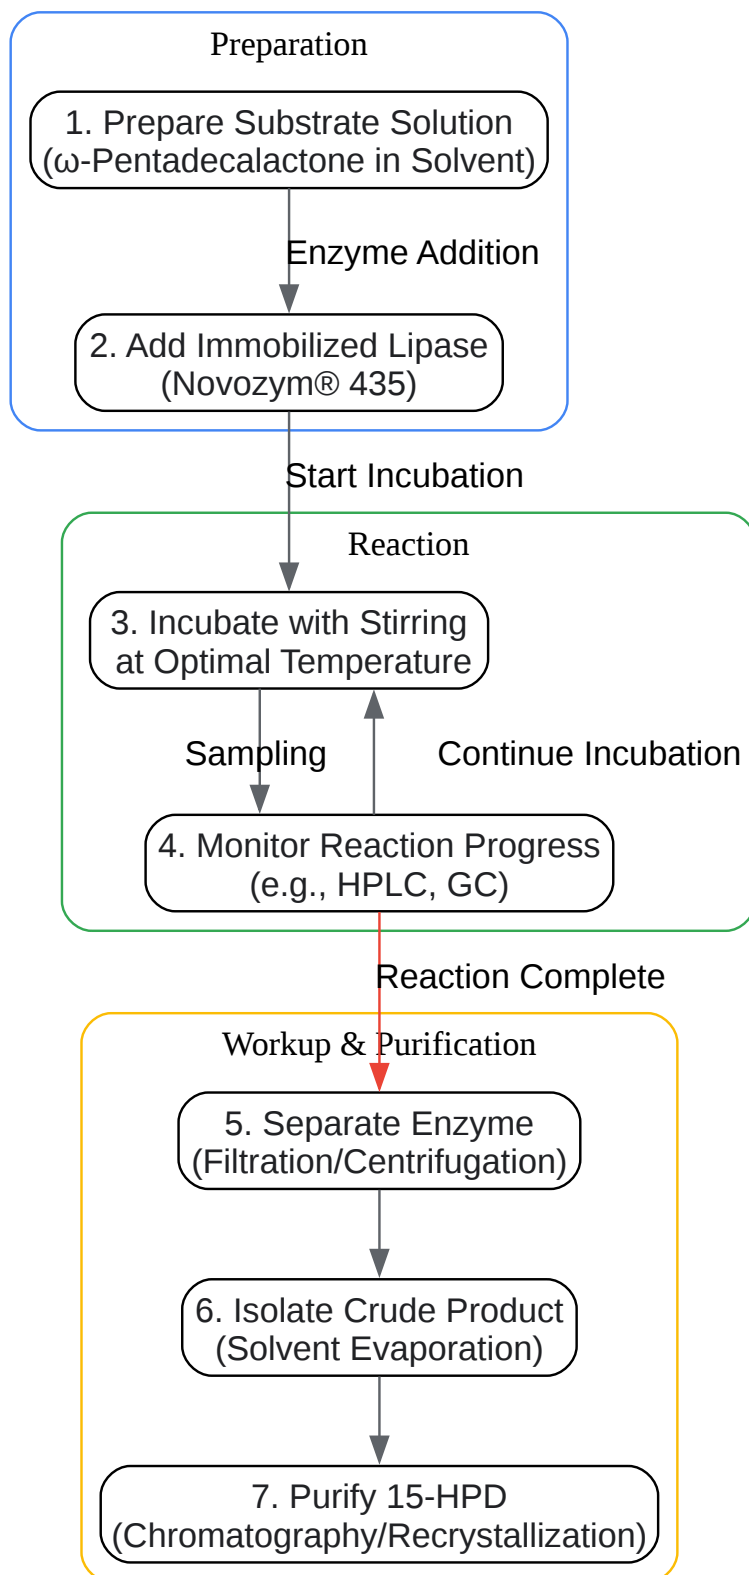 Preparation
1. Prepare Substrate Solution
(ω-Pentadecalactone in Solvent)
Enzyme Addition
2. Add Immobilized Lipase
(Novozym® 435)
Start Incubation
Reaction
3. Incubate with Stirring
at Optimal Temperature
Sampling
Continue Incubation
4. Monitor Reaction Progress
(e.g., HPLC, GC)
Reaction Complete
Workup & Purification
5. Separate Enzyme
(Filtration/Centrifugation)
6. Isolate Crude Product
(Solvent Evaporation)
7. Purify 15-HPD
(Chromatography/Recrystallization)